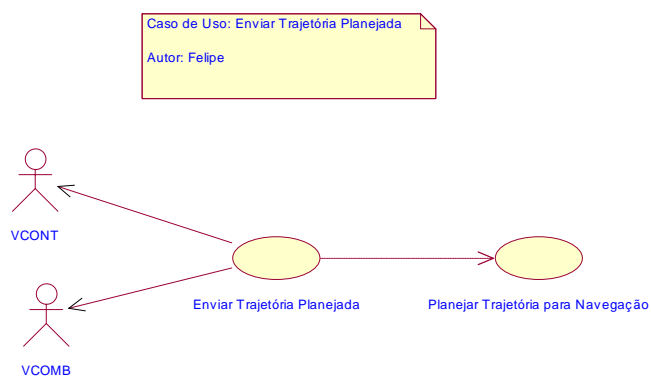 Caso de Uso: Enviar Trajetória Planejada
Autor: Felipe
VCONT
Enviar Trajetória Planejada
Planejar Trajetória para Navegação
VCOMB